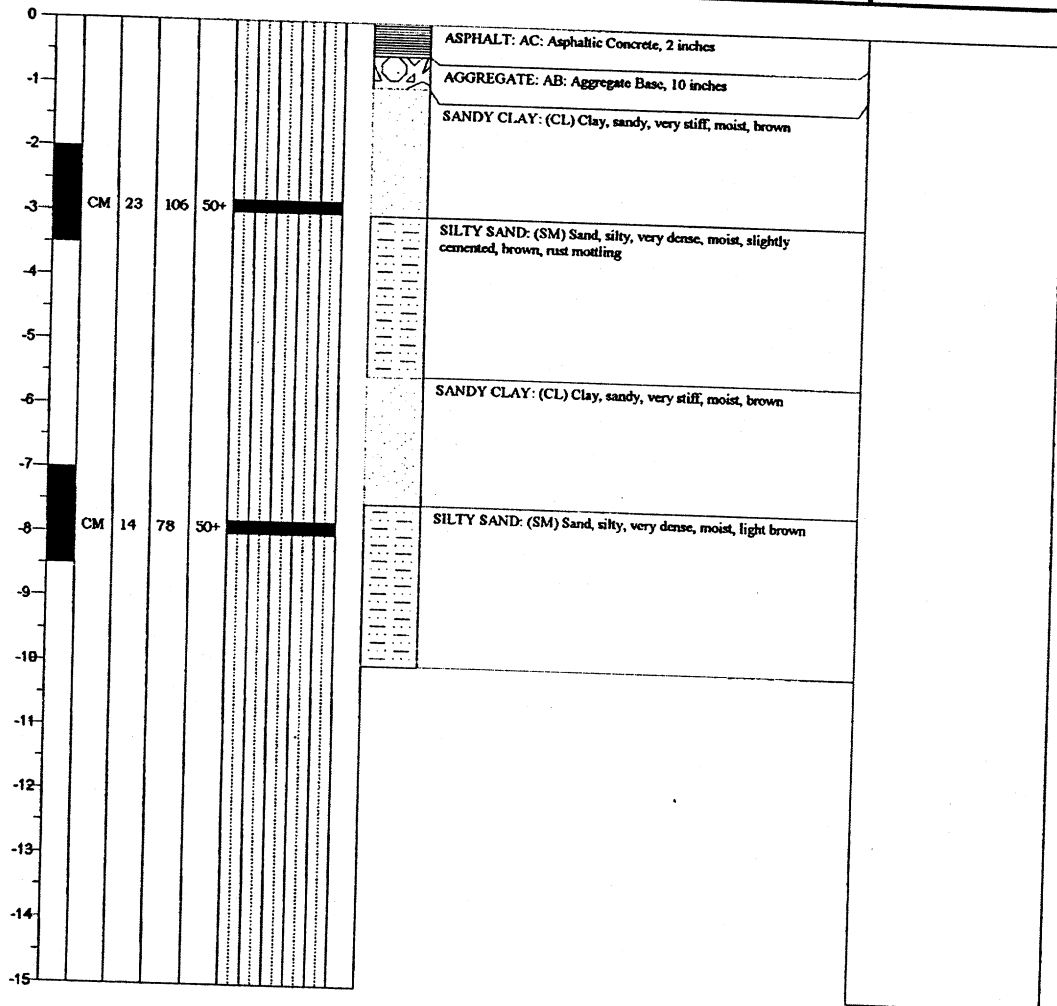 0
ASPHALT: AC: Asphaltic Concrete, 2 inches
-1
AGGREGATE: AB: Aggregate Base, 10 inches
SANDY CLAY: (CL) Clay, sandy, very stiff, moist, brown
-2
-3 CM 23 106 50+
SILTY SAND: (SM) Sand, silty, very dense, moist, slightly
cemented, brown, rust mottling
-4
-5
SANDY CLAY: (CL) Clay, sandy, very stiff, moist, brown
-6
-7
-8 CM 14 78 50+
SILTY SAND: (SM) Sand, silty, very dense, moist, light brown
-9
-10
-11
-12
-13
-14
-15